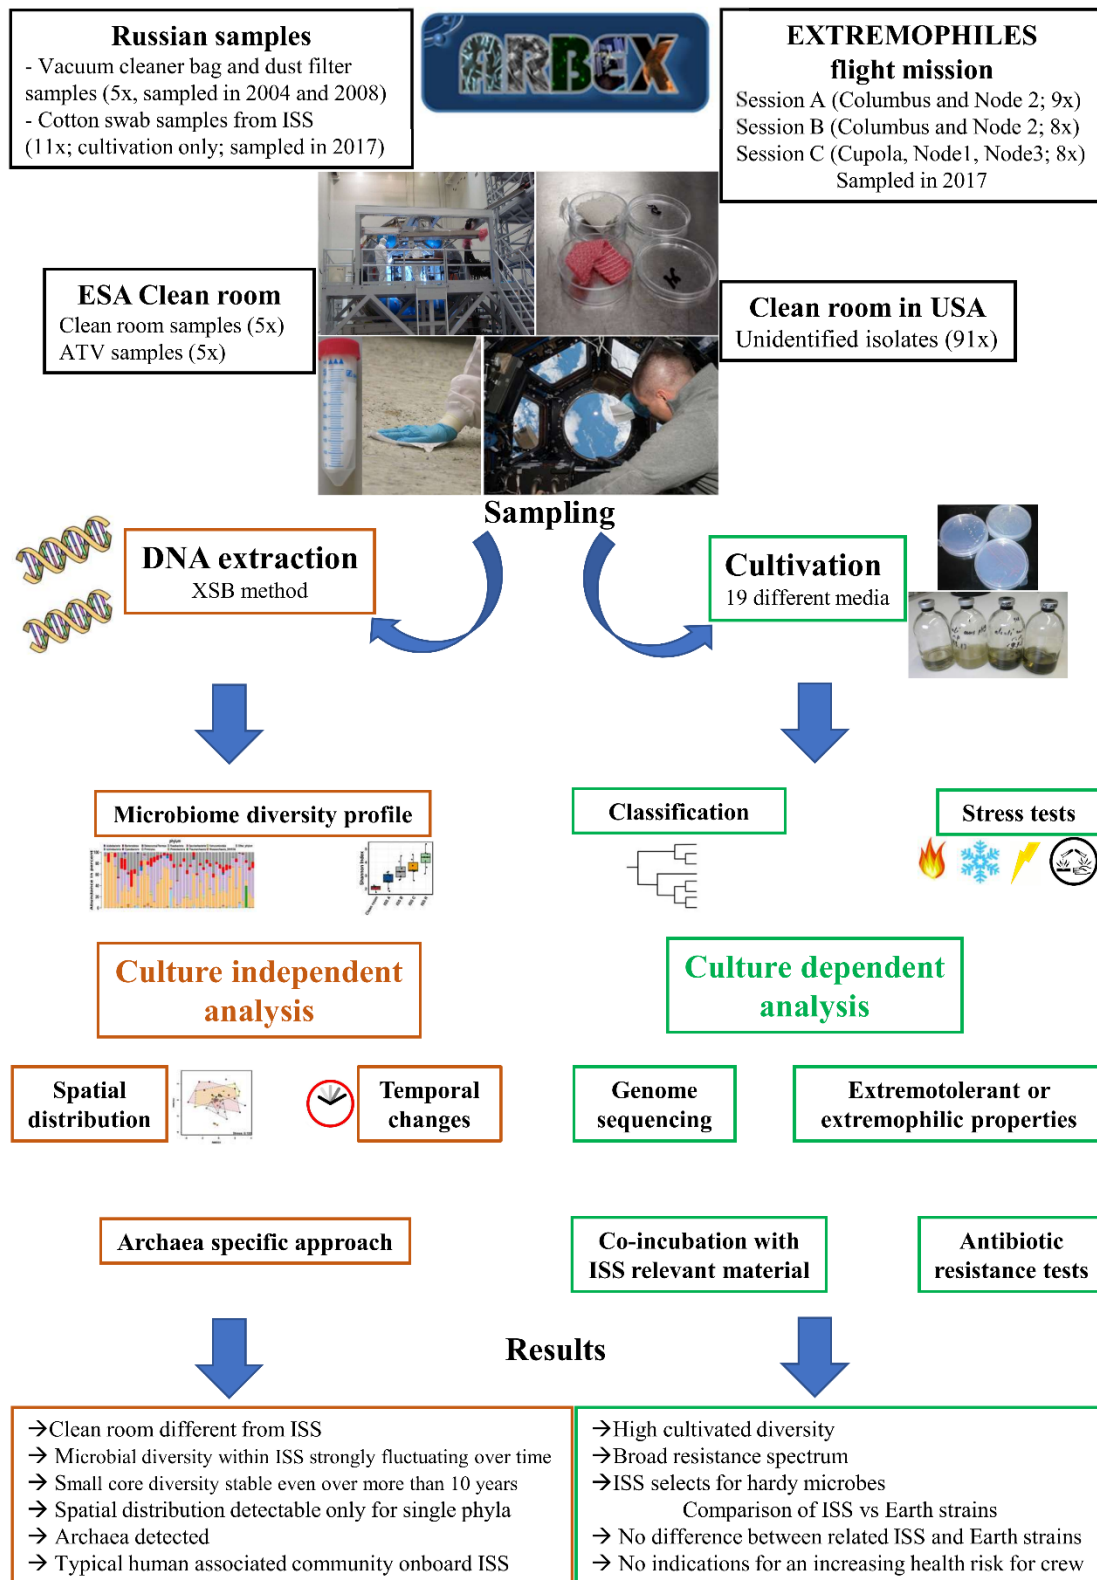 Russian samples
- Vacuum cleaner bag and dust filter
samples (5x, sampled in 2004 and 2008)
- Cotton swab samples from ISS
(11x; cultivation only; sampled in 2017)
ARBEX
EXTREMOPHILES
flight mission
Session A (Columbus and Node 2; 9x)
Session B (Columbus and Node 2; 8x)
Session C (Cupola, Node1, Node3; 8x)
Sampled in 2017
ESA Clean room
Clean room samples (5x)
ATV samples (5x)
Clean room in USA
Unidentified isolates (91x)
Sampling
DNA extraction
XSB method
Cultivation
19 different media
Microbiome diversity profile
Classification
Stress tests
Shannon Index
Clean room
ISS A
ISS B
ISS C
ISS R
Culture independent
analysis
Culture dependent
analysis
Spatial
distribution
Temporal
changes
Genome
sequencing
Extremotolerant or
extremophilic properties
Archaea specific approach
Co-incubation with
ISS relevant material
Antibiotic
resistance tests
Results
→Clean room different from ISS
→ Microbial diversity within ISS strongly fluctuating over time
→ Small core diversity stable even over more than 10 years
→ Spatial distribution detectable only for single phyla
→ Archaea detected
→ Typical human associated community onboard ISS
→High cultivated diversity
→Broad resistance spectrum
→ISS selects for hardy microbes
Comparison of ISS vs Earth strains
→ No difference between related ISS and Earth strains
→ No indications for an increasing health risk for crew